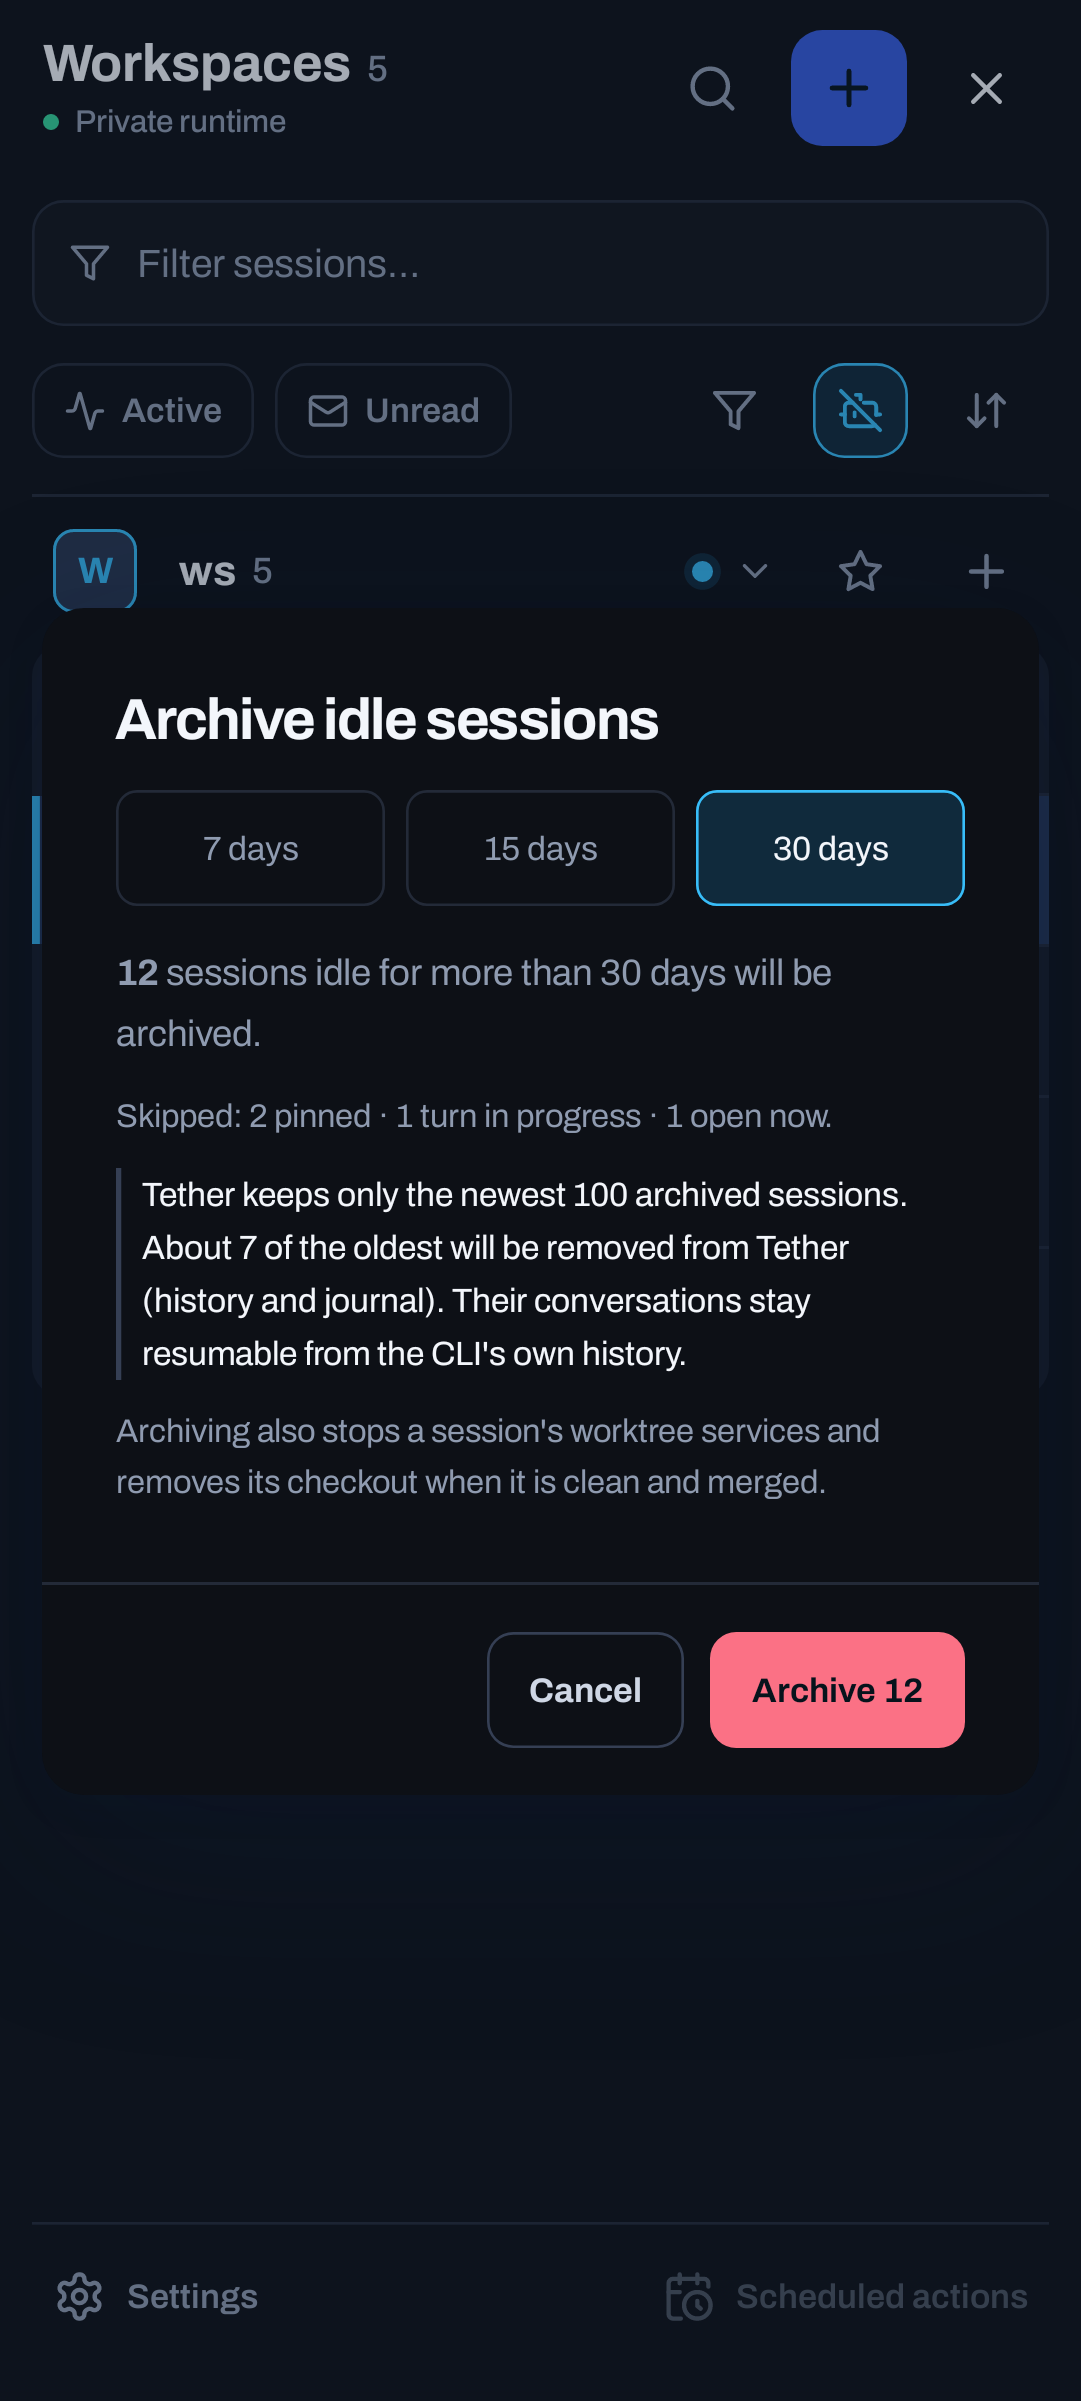 Workspaces 5
Private runtime
Filter sessions...
Active
Unread
W
ws 5
Archive idle sessions
7 days
15 days
30 days
12 sessions idle for more than 30 days will be
archived.
Skipped: 2 pinned · 1 turn in progress · 1 open now.
Tether keeps only the newest 100 archived sessions.
About 7 of the oldest will be removed from Tether
(history and journal). Their conversations stay
resumable from the CLI's own history.
Archiving also stops a session's worktree services and
removes its checkout when it is clean and merged.
Cancel
Archive 12
Settings
Scheduled actions